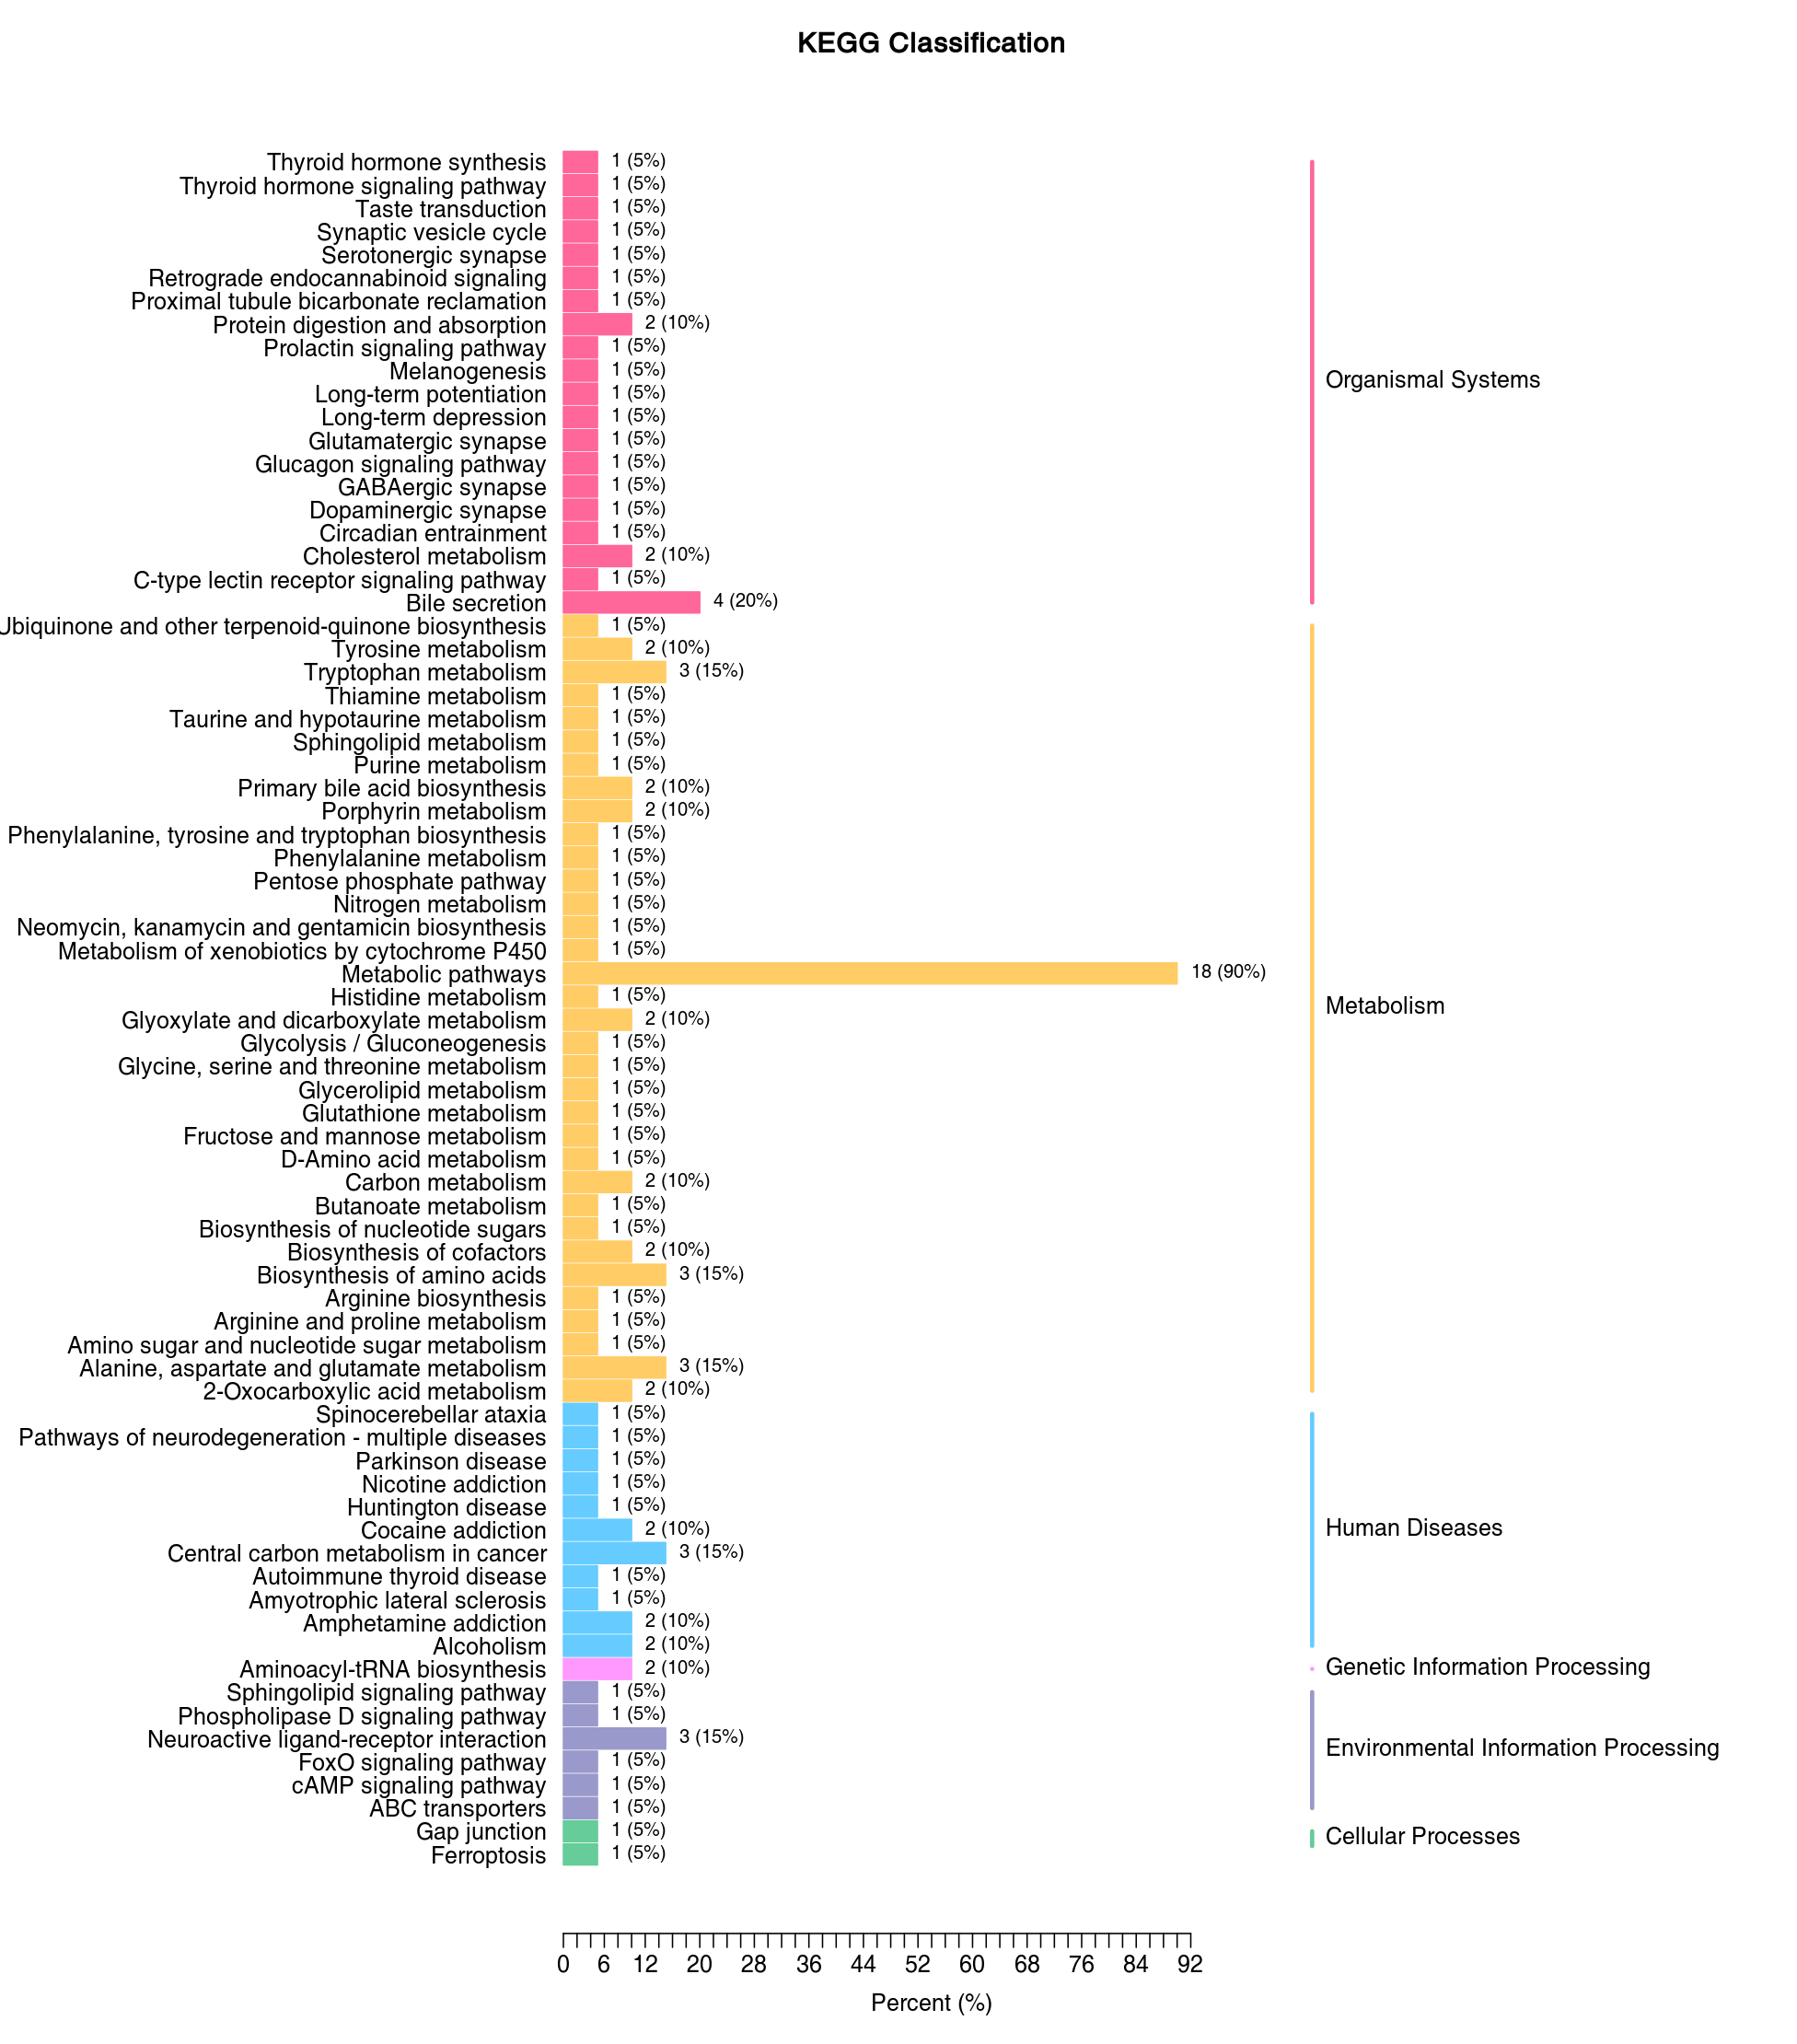 KEGG Classification
Thyroid hormone synthesis 1 (5%)
Thyroid hormone signaling pathway 1 (5%)
Taste transduction 1 (5%)
Synaptic vesicle cycle 1 (5%)
Serotonergic synapse 1 (5%)
Retrograde endocannabinoid signaling 1 (5%)
Proximal tubule bicarbonate reclamation 1 (5%)
Protein digestion and absorption 2 (10%)
Prolactin signaling pathway 1 (5%)
Melanogenesis 1 (5%)
Organismal Systems
Long-term potentiation 1 (5%)
Long-term depression 1 (5%)
Glutamatergic synapse 1 (5%)
Glucagon signaling pathway 1 (5%)
GABAergic synapse 1 (5%)
Dopaminergic synapse 1 (5%)
Circadian entrainment 1 (5%)
Cholesterol metabolism 2 (10%)
C-type lectin receptor signaling pathway 1 (5%)
Bile secretion 4 (20%)
Ubiquinone and other terpenoid-quinone biosynthesis 1 (5%)
Tyrosine metabolism 2 (10%)
Tryptophan metabolism 3 (15%)
Thiamine metabolism 1 (5%)
Taurine and hypotaurine metabolism 1 (5%)
Sphingolipid metabolism 1 (5%)
Purine metabolism 1 (5%)
Primary bile acid biosynthesis 2 (10%)
Porphyrin metabolism 2 (10%)
Phenylalanine, tyrosine and tryptophan biosynthesis 1 (5%)
Phenylalanine metabolism 1 (5%)
Pentose phosphate pathway 1 (5%)
Nitrogen metabolism 1 (5%)
Neomycin, kanamycin and gentamicin biosynthesis 1 (5%)
Metabolism of xenobiotics by cytochrome P450 1 (5%)
Metabolic pathways 18 (90%)
Histidine metabolism 1 (5%)
Metabolism
Glyoxylate and dicarboxylate metabolism 2 (10%)
Glycolysis / Gluconeogenesis 1 (5%)
Glycine, serine and threonine metabolism 1 (5%)
Glycerolipid metabolism 1 (5%)
Glutathione metabolism 1 (5%)
Fructose and mannose metabolism 1 (5%)
D-Amino acid metabolism 1 (5%)
Carbon metabolism 2 (10%)
Butanoate metabolism 1 (5%)
Biosynthesis of nucleotide sugars 1 (5%)
Biosynthesis of cofactors 2 (10%)
Biosynthesis of amino acids 3 (15%)
Arginine biosynthesis 1 (5%)
Arginine and proline metabolism 1 (5%)
Amino sugar and nucleotide sugar metabolism 1 (5%)
Alanine, aspartate and glutamate metabolism 3 (15%)
2-Oxocarboxylic acid metabolism 2 (10%)
Spinocerebellar ataxia 1 (5%)
Pathways of neurodegeneration - multiple diseases 1 (5%)
Parkinson disease 1 (5%)
Nicotine addiction 1 (5%)
Huntington disease 1 (5%)
Cocaine addiction 2 (10%)
Human Diseases
Central carbon metabolism in cancer 3 (15%)
Autoimmune thyroid disease 1 (5%)
Amyotrophic lateral sclerosis 1 (5%)
Amphetamine addiction 2 (10%)
Alcoholism 2 (10%)
Aminoacyl-tRNA biosynthesis 2 (10%)
Genetic Information Processing
Sphingolipid signaling pathway 1 (5%)
Phospholipase D signaling pathway 1 (5%)
Neuroactive ligand-receptor interaction 3 (15%)
Environmental Information Processing
FoxO signaling pathway 1 (5%)
cAMP signaling pathway 1 (5%)
ABC transporters 1 (5%)
Gap junction 1 (5%)
Cellular Processes
Ferroptosis 1 (5%)
0 6 12 20 28 36 44 52 60 68 76 84 92
Percent (%)